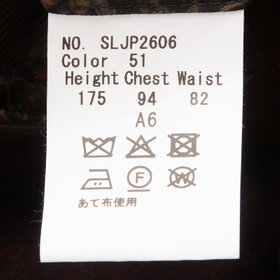 NO. SLJP2606
Color 51
Height Chest Waist
175 94 82
A6
F
W
あて布使用